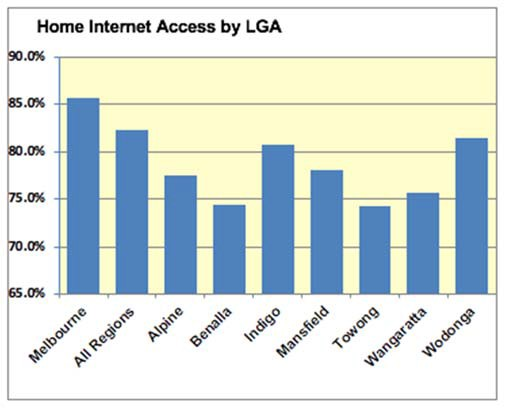 Home Internet Access by LGA
90.0%
85.0%
80.0%
75.0%
70.0%
65.0%
Melbourne
All Regions
Alpine
Benalla
Indigo
Mansfield
Towong
Wangaratta
Wodonga